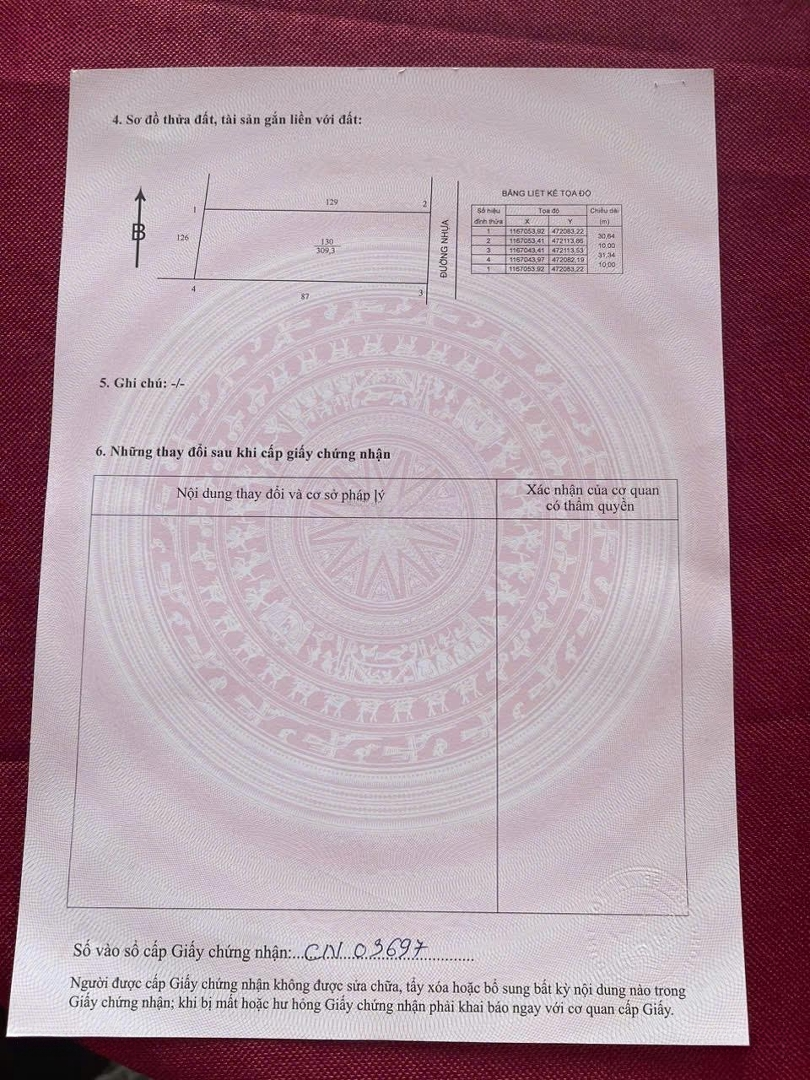 4. Sơ đồ thửa đất, tài sản gắn liền với đất:
B
1
129
2
126
130
309,3
4
87
3
ĐƯỜNG NHỰA
BẢNG LIỆT KÊ TỌA ĐỘ
Số hiệu đỉnh thửa Tọa độ Chiều dài (m)
X Y
1 1167053,92 472083,22
30,64
2 1167053,41 472113,86
10,00
3 1167043,41 472113,53
31,34
4 1167043,97 472082,19
10,00
1 1167053,92 472083,22
5. Ghi chú: -/-
6. Những thay đổi sau khi cấp giấy chứng nhận
Nội dung thay đổi và cơ sở pháp lý
Xác nhận của cơ quan
có thẩm quyền
Số vào sổ cấp Giấy chứng nhận:...CN 03697...............
Người được cấp Giấy chứng nhận không được sửa chữa, tẩy xóa hoặc bổ sung bất kỳ nội dung nào trong
Giấy chứng nhận; khi bị mất hoặc hư hỏng Giấy chứng nhận phải khai báo ngay với cơ quan cấp Giấy.